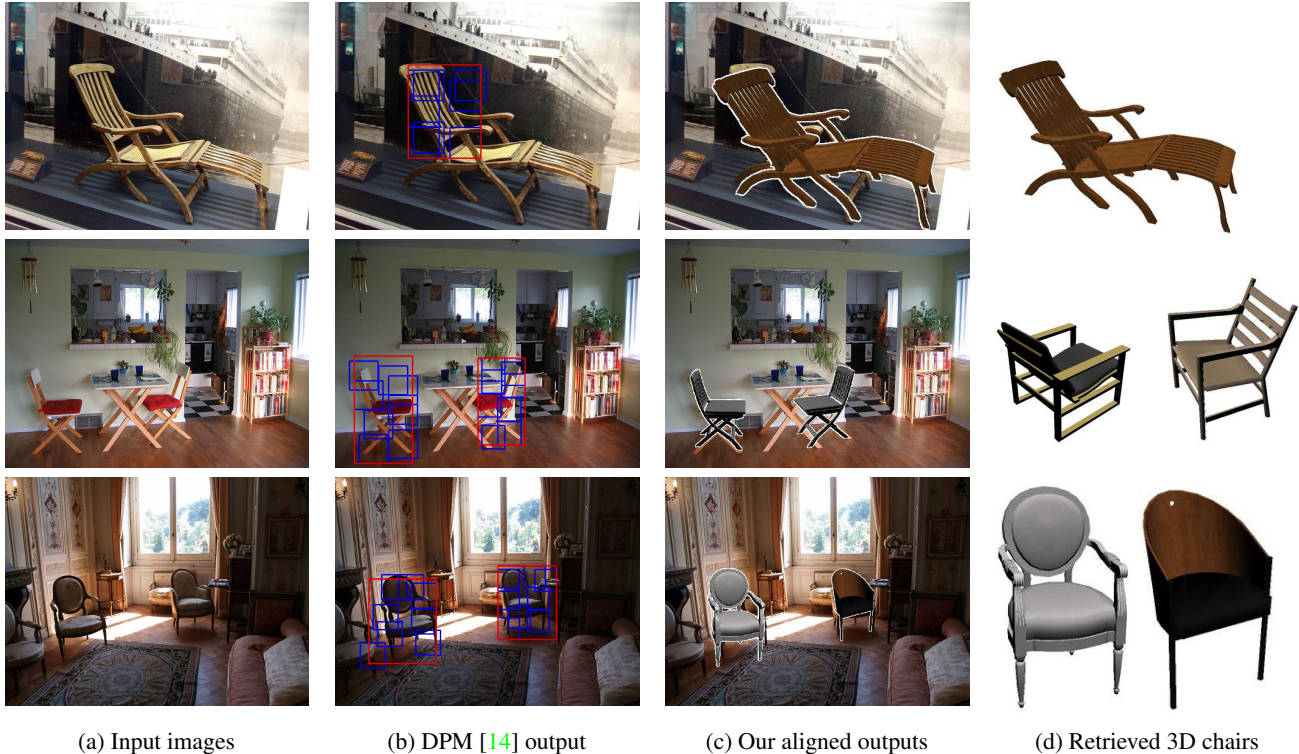 (a) Input images
(b) DPM [14] output
(c) Our aligned outputs
(d) Retrieved 3D chairs